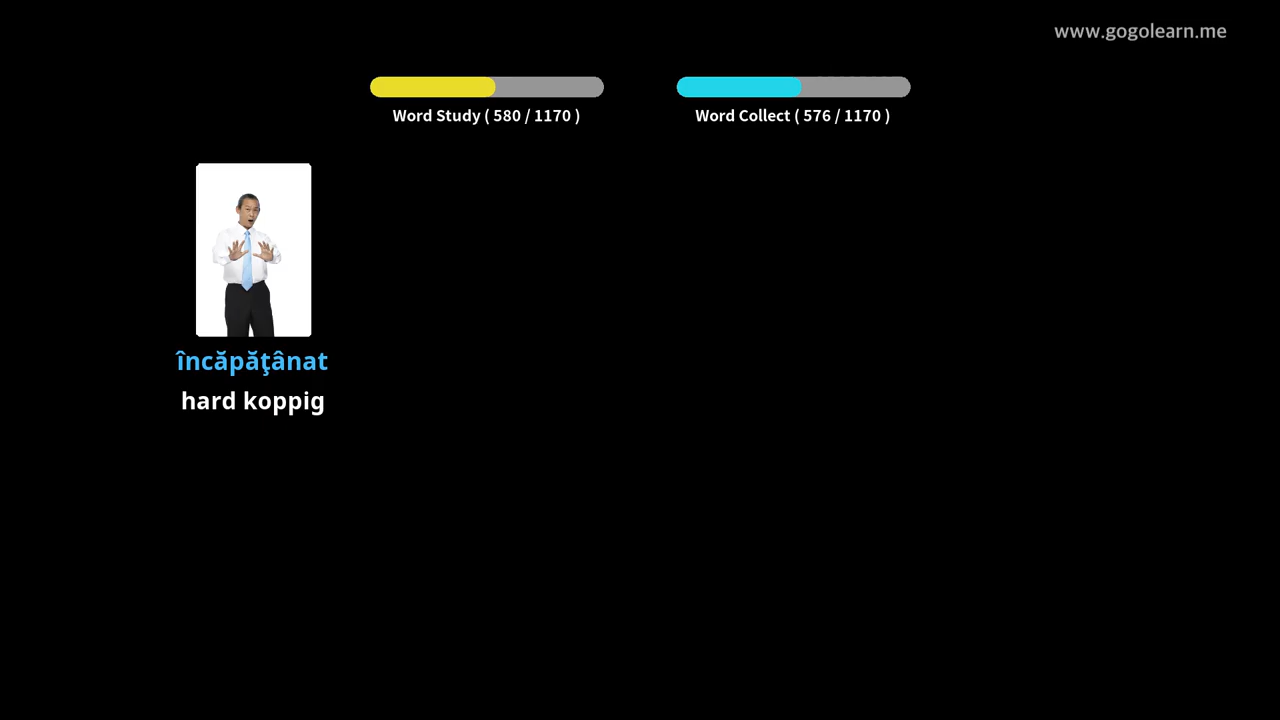 www.gogolearn.me
Word Study ( 580 / 1170 )
Word Collect ( 576 / 1170 )
încăpăţânat
hard koppig